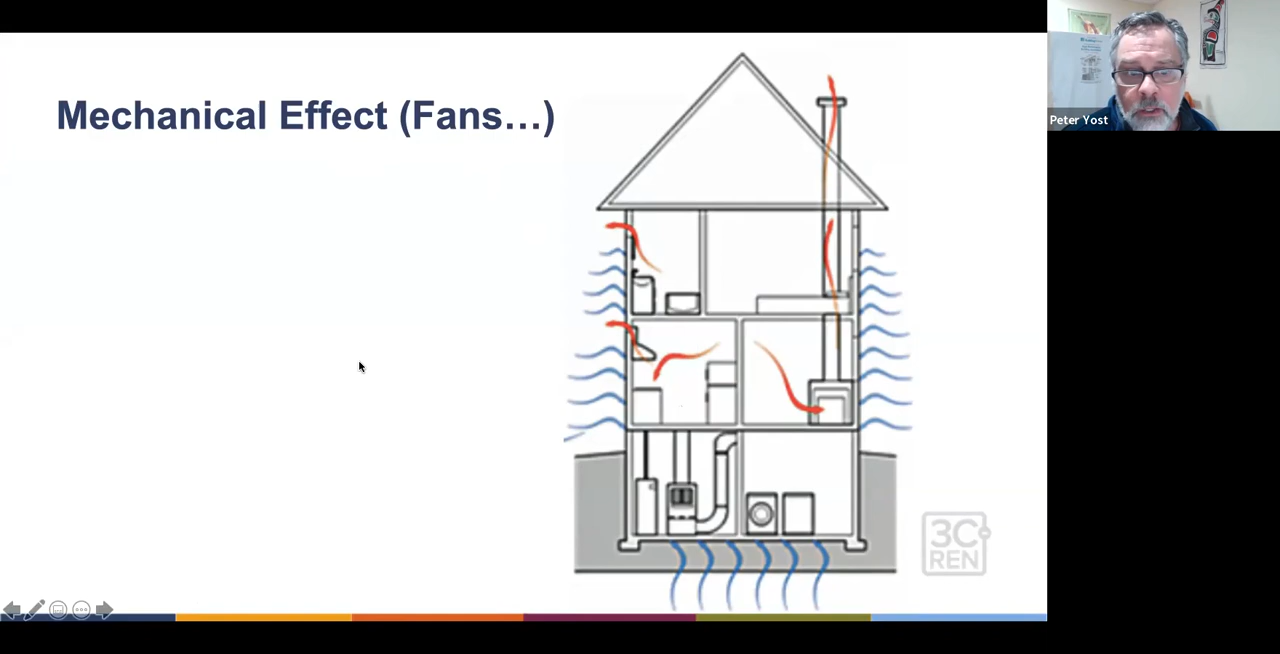 Mechanical Effect (Fans…)
Peter Yost
3C
REN